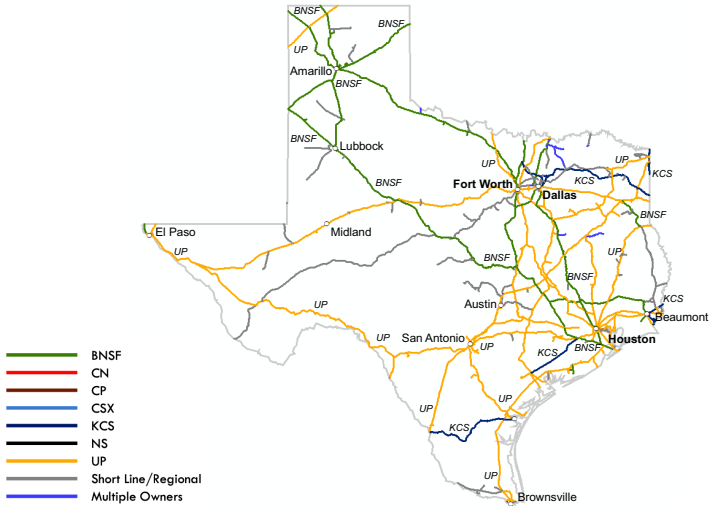 BNSF
BNSF
UP
Amarillo
BNSF
BNSF
Lubbock
UP
UP
KCS
BNSF
KCS
Fort Worth
Dallas
BNSF
El Paso
Midland
UP
BNSF
UP
BNSF
UP
Austin
KCS
Beaumont
UP
San Antonio
UP
KCS
BNSF
Houston
UP
UP
KCS
UP
Brownsville
BNSF
CN
CP
CSX
KCS
NS
UP
Short Line/Regional
Multiple Owners